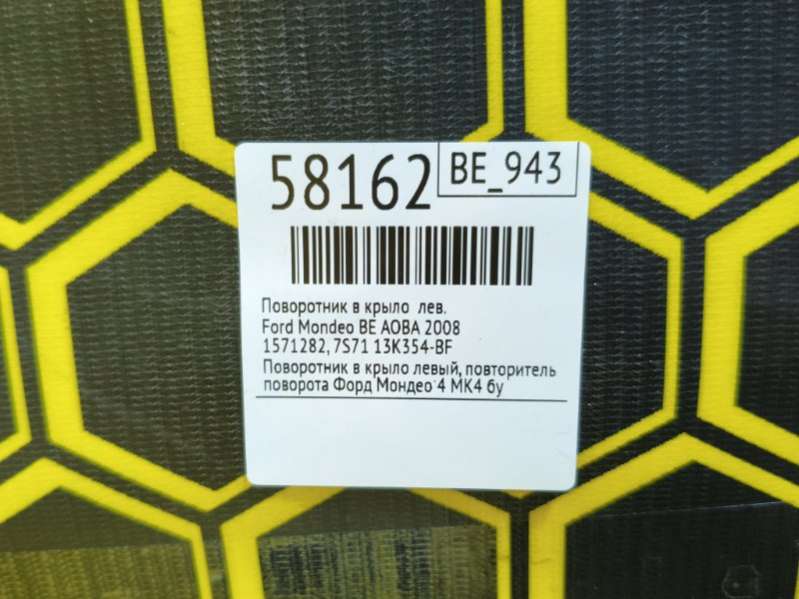 58162 BE_943
Поворотник в крыло лев.
Ford Mondeo BE AOBA 2008
1571282, 7S71 13K354-BF
Поворотник в крыло левый, повторитель
поворота Форд Мондео 4 МК4 бу